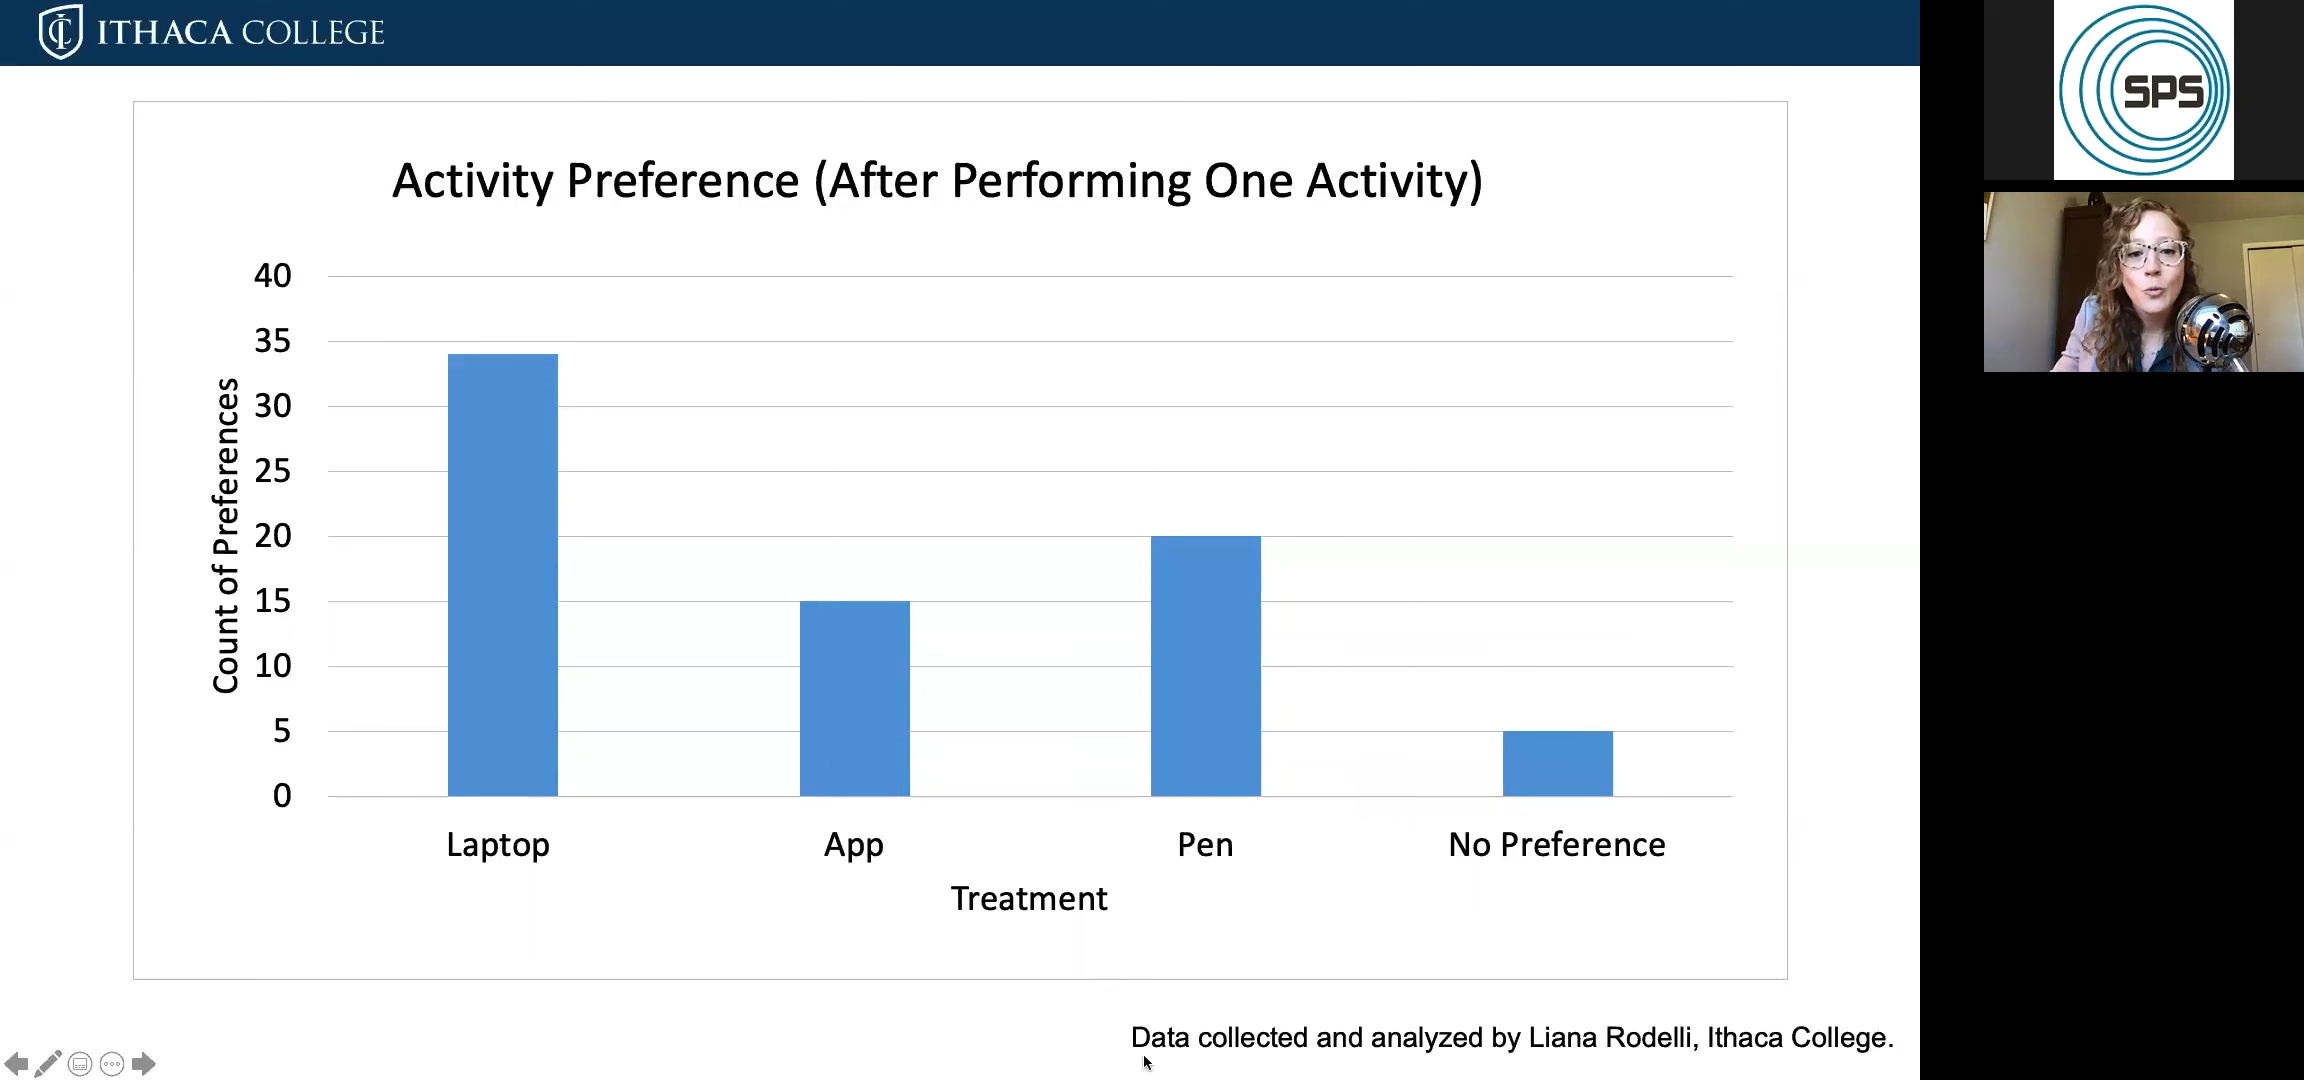 ITHACA COLLEGE
SPS
Activity Preference (After Performing One Activity)
Count of Preferences
40
35
30
25
20
15
10
5
0
Laptop App Pen No Preference
Treatment
Data collected and analyzed by Liana Rodelli, Ithaca College.